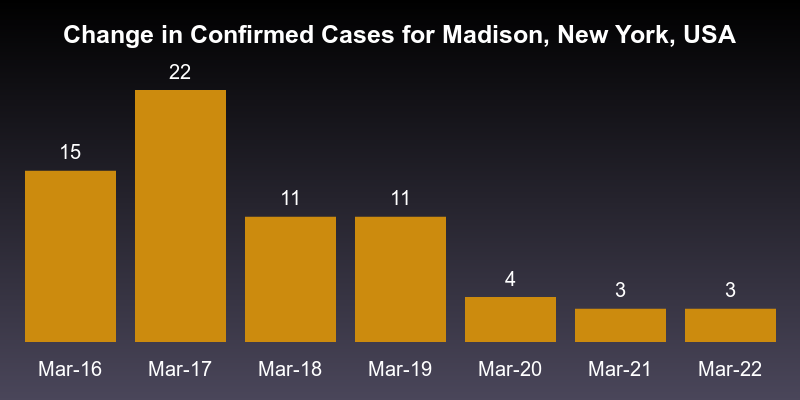 Change in Confirmed Cases for Madison, New York, USA
22
15
11 11
4
3 3
Mar-16 Mar-17 Mar-18 Mar-19 Mar-20 Mar-21 Mar-22